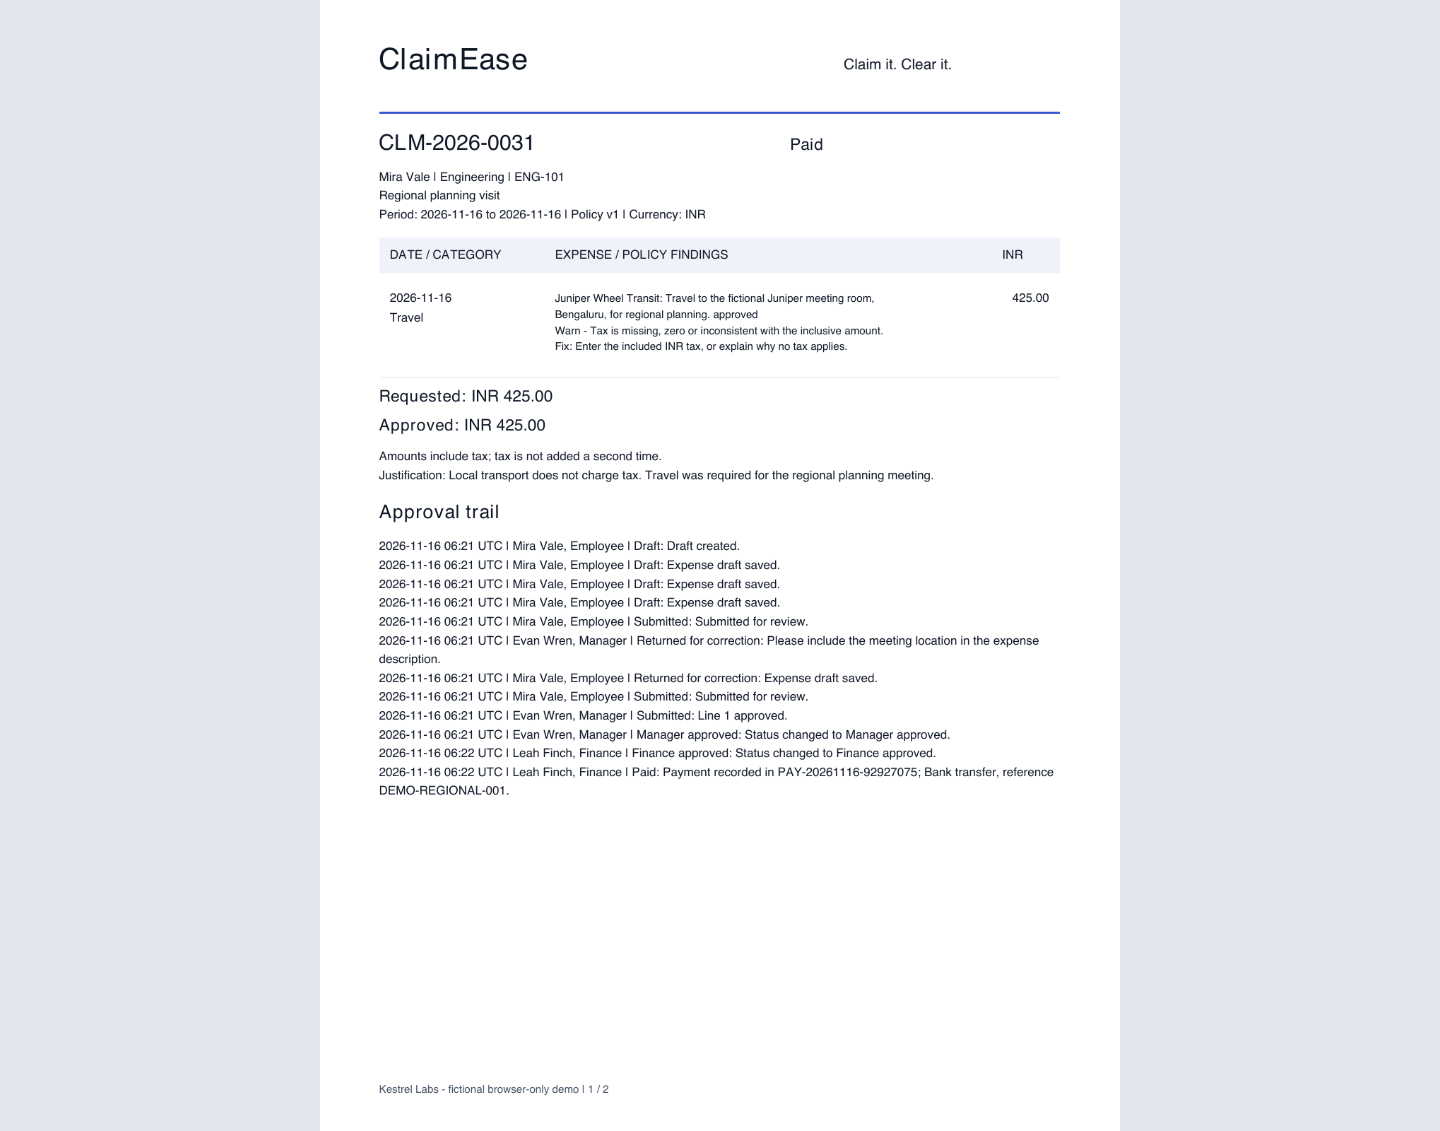 ClaimEase
Claim it. Clear it.
CLM-2026-0031
Paid
Mira Vale | Engineering | ENG-101
Regional planning visit
Period: 2026-11-16 to 2026-11-16 | Policy v1 | Currency: INR
DATE / CATEGORY
EXPENSE / POLICY FINDINGS
INR
2026-11-16
Travel
Juniper Wheel Transit: Travel to the fictional Juniper meeting room,
Bengaluru, for regional planning. approved
Warn - Tax is missing, zero or inconsistent with the inclusive amount.
Fix: Enter the included INR tax, or explain why no tax applies.
425.00
Requested: INR 425.00
Approved: INR 425.00
Amounts include tax; tax is not added a second time.
Justification: Local transport does not charge tax. Travel was required for the regional planning meeting.
Approval trail
2026-11-16 06:21 UTC | Mira Vale, Employee | Draft: Draft created.
2026-11-16 06:21 UTC | Mira Vale, Employee | Draft: Expense draft saved.
2026-11-16 06:21 UTC | Mira Vale, Employee | Draft: Expense draft saved.
2026-11-16 06:21 UTC | Mira Vale, Employee | Draft: Expense draft saved.
2026-11-16 06:21 UTC | Mira Vale, Employee | Submitted: Submitted for review.
2026-11-16 06:21 UTC | Evan Wren, Manager | Returned for correction: Please include the meeting location in the expense
description.
2026-11-16 06:21 UTC | Mira Vale, Employee | Returned for correction: Expense draft saved.
2026-11-16 06:21 UTC | Mira Vale, Employee | Submitted: Submitted for review.
2026-11-16 06:21 UTC | Evan Wren, Manager | Submitted: Line 1 approved.
2026-11-16 06:21 UTC | Evan Wren, Manager | Manager approved: Status changed to Manager approved.
2026-11-16 06:22 UTC | Leah Finch, Finance | Finance approved: Status changed to Finance approved.
2026-11-16 06:22 UTC | Leah Finch, Finance | Paid: Payment recorded in PAY-20261116-92927075; Bank transfer, reference
DEMO-REGIONAL-001.
Kestrel Labs - fictional browser-only demo | 1 / 2